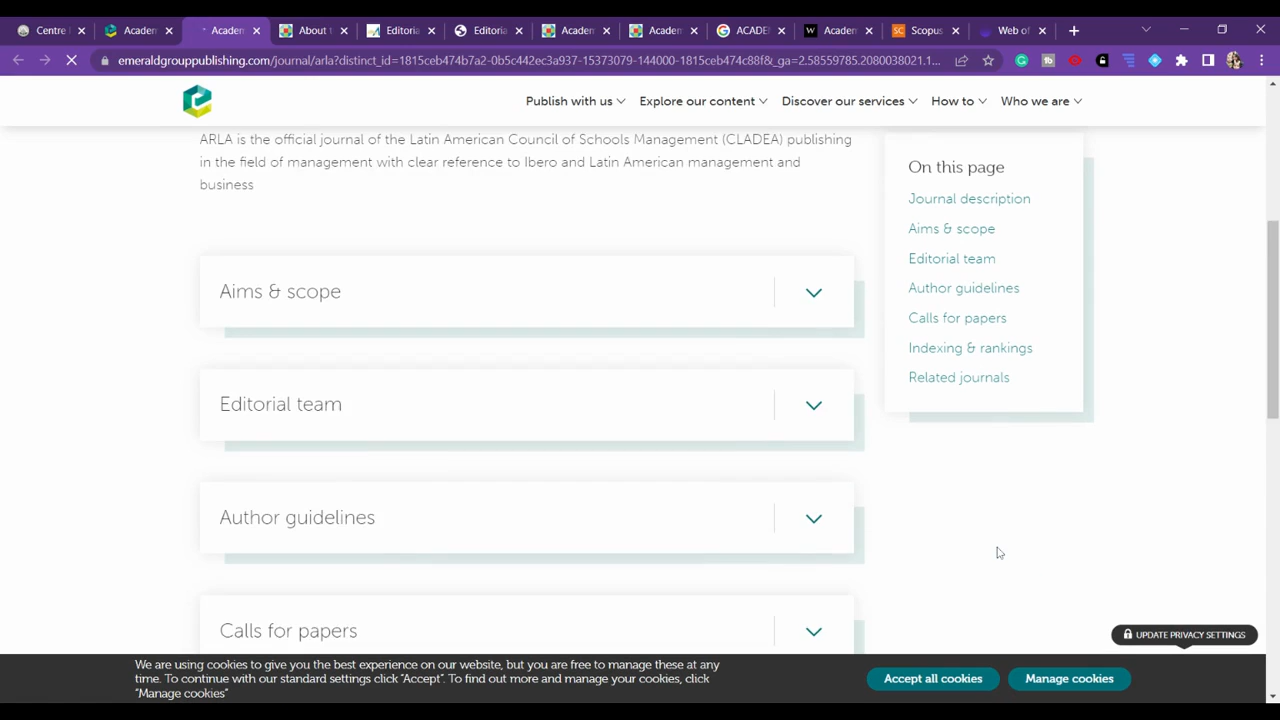 Centre
Academ
Academ
About t
Editoria
Editoria
Academ
Academ
ACADE
Academ
Scopus
Web of
emeraldgrouppublishing.com/journal/arla?distinct_id=1815ceb474b7a2-0b5c442ec3a937-15373079-144000-1815ceb474c88f&_ga=2.58559785.2080038021.1...
Publish with us
Explore our content
Discover our services
How to
Who we are
ARLA is the official journal of the Latin American Council of Schools Management (CLADEA) publishing
in the field of management with clear reference to Ibero and Latin American management and
business
On this page
Journal description
Aims & scope
Editorial team
Author guidelines
Calls for papers
Indexing & rankings
Related journals
Aims & scope
Editorial team
Author guidelines
Calls for papers
UPDATE PRIVACY SETTINGS
We are using cookies to give you the best experience on our website, but you are free to manage these at any
time. To continue with our standard settings click "Accept". To find out more and manage your cookies, click
"Manage cookies"
Accept all cookies
Manage cookies